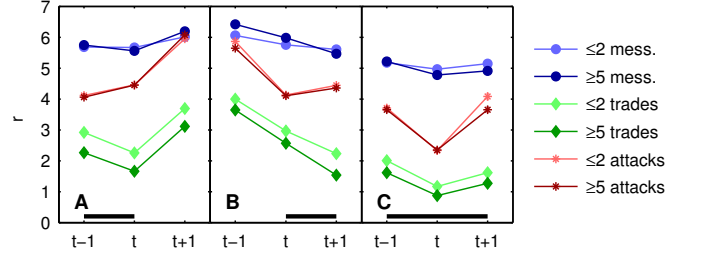 7
6
5
4
3
2
1
0
r
A
B
C
t−1 t t+1 t−1 t t+1 t−1 t t+1
≤2 mess.
≥5 mess.
≤2 trades
≥5 trades
≤2 attacks
≥5 attacks